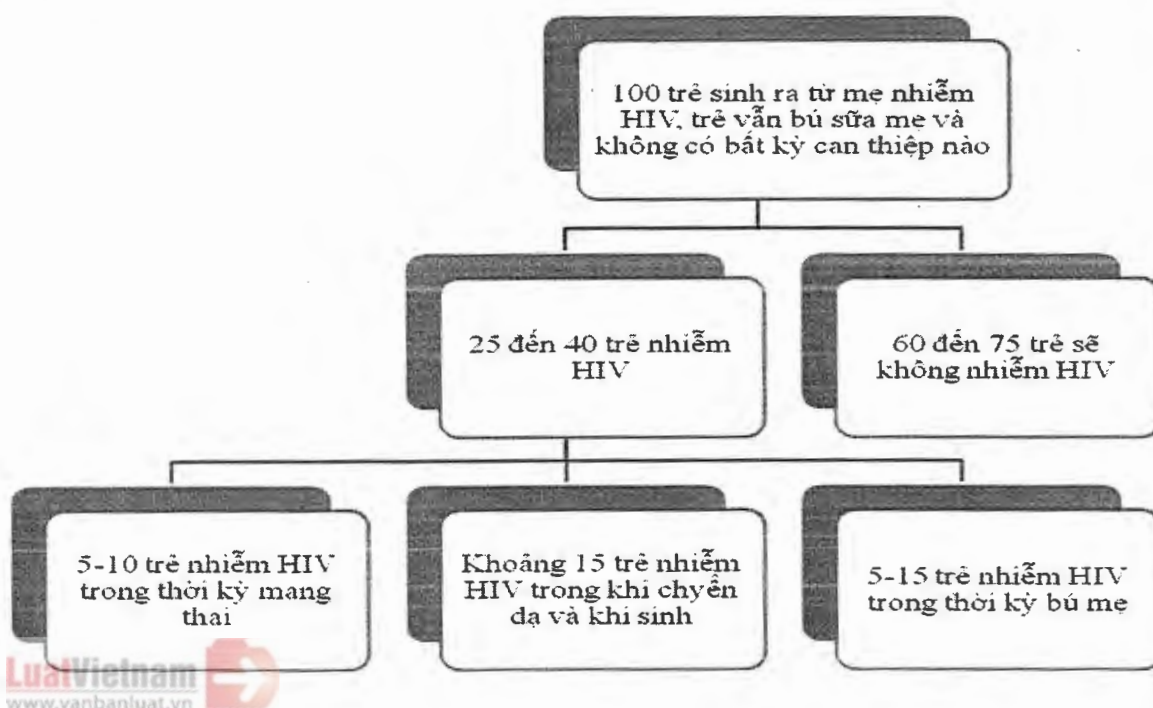 100 trẻ sinh ra từ mẹ nhiễm
HIV, trẻ vẫn bú sữa mẹ và
không có bất kỳ can thiệp nào
25 đến 40 trẻ nhiễm
HIV
60 đến 75 trẻ sẽ
không nhiễm HIV
5-10 trẻ nhiễm HIV
trong thời kỳ mang
thai
Khoảng 15 trẻ nhiễm
HIV trong khi chyển
dạ và khi sinh
5-15 trẻ nhiễm HIV
trong thời kỳ bú mẹ
LuatVietnam
www.vanbanluat.vn